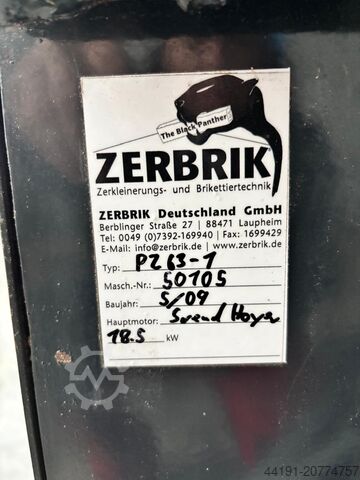 The Black Panther
ZERBRIK
Zerkleinerungs- und Brikettiertechnik
ZERBRIK Deutschland GmbH
Berblinger Straße 27 | 88471 Laupheim
Tel: 0049 (0)7392-169940 | Fax: 1699429
E-Mail: info@zerbrik.de | www.zerbrik.de
Typ: PZ 63-1
Masch.-Nr.: 50105
Baujahr: 5/09
Hauptmotor: Svend Hoyer
18.5 kW
44191-20774757